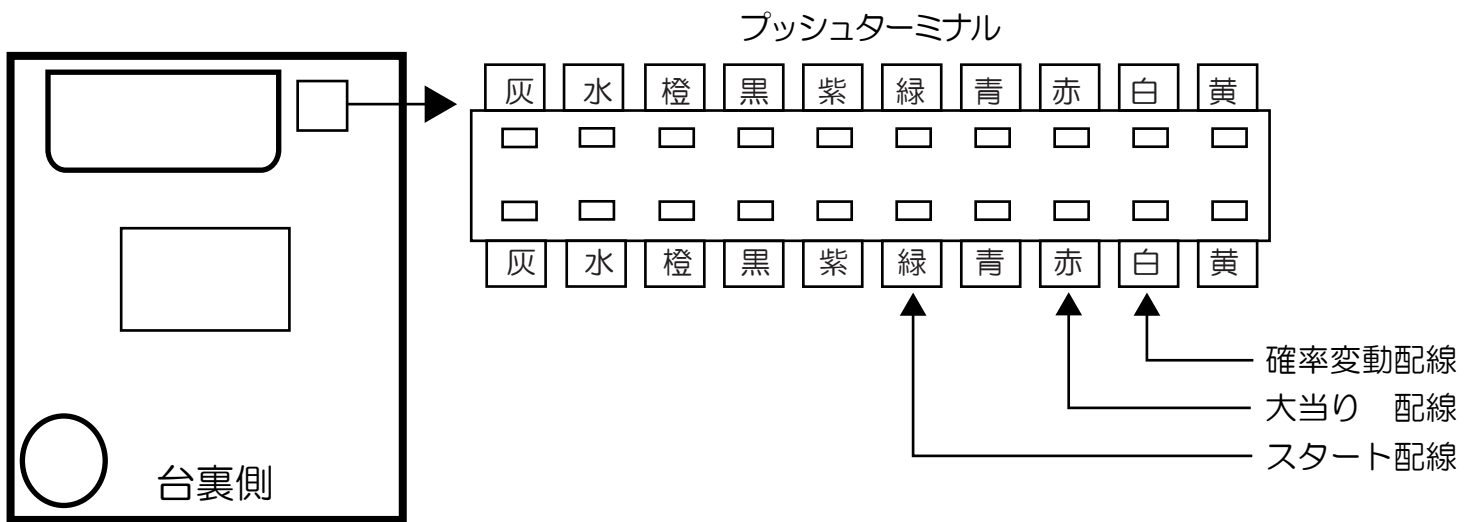 プッシュターミナル
灰 水 橙 黒 紫 緑 青 赤 白 黄
灰 水 橙 黒 紫 緑 青 赤 白 黄
確率変動配線
大当り　配線
スタート配線
台裏側